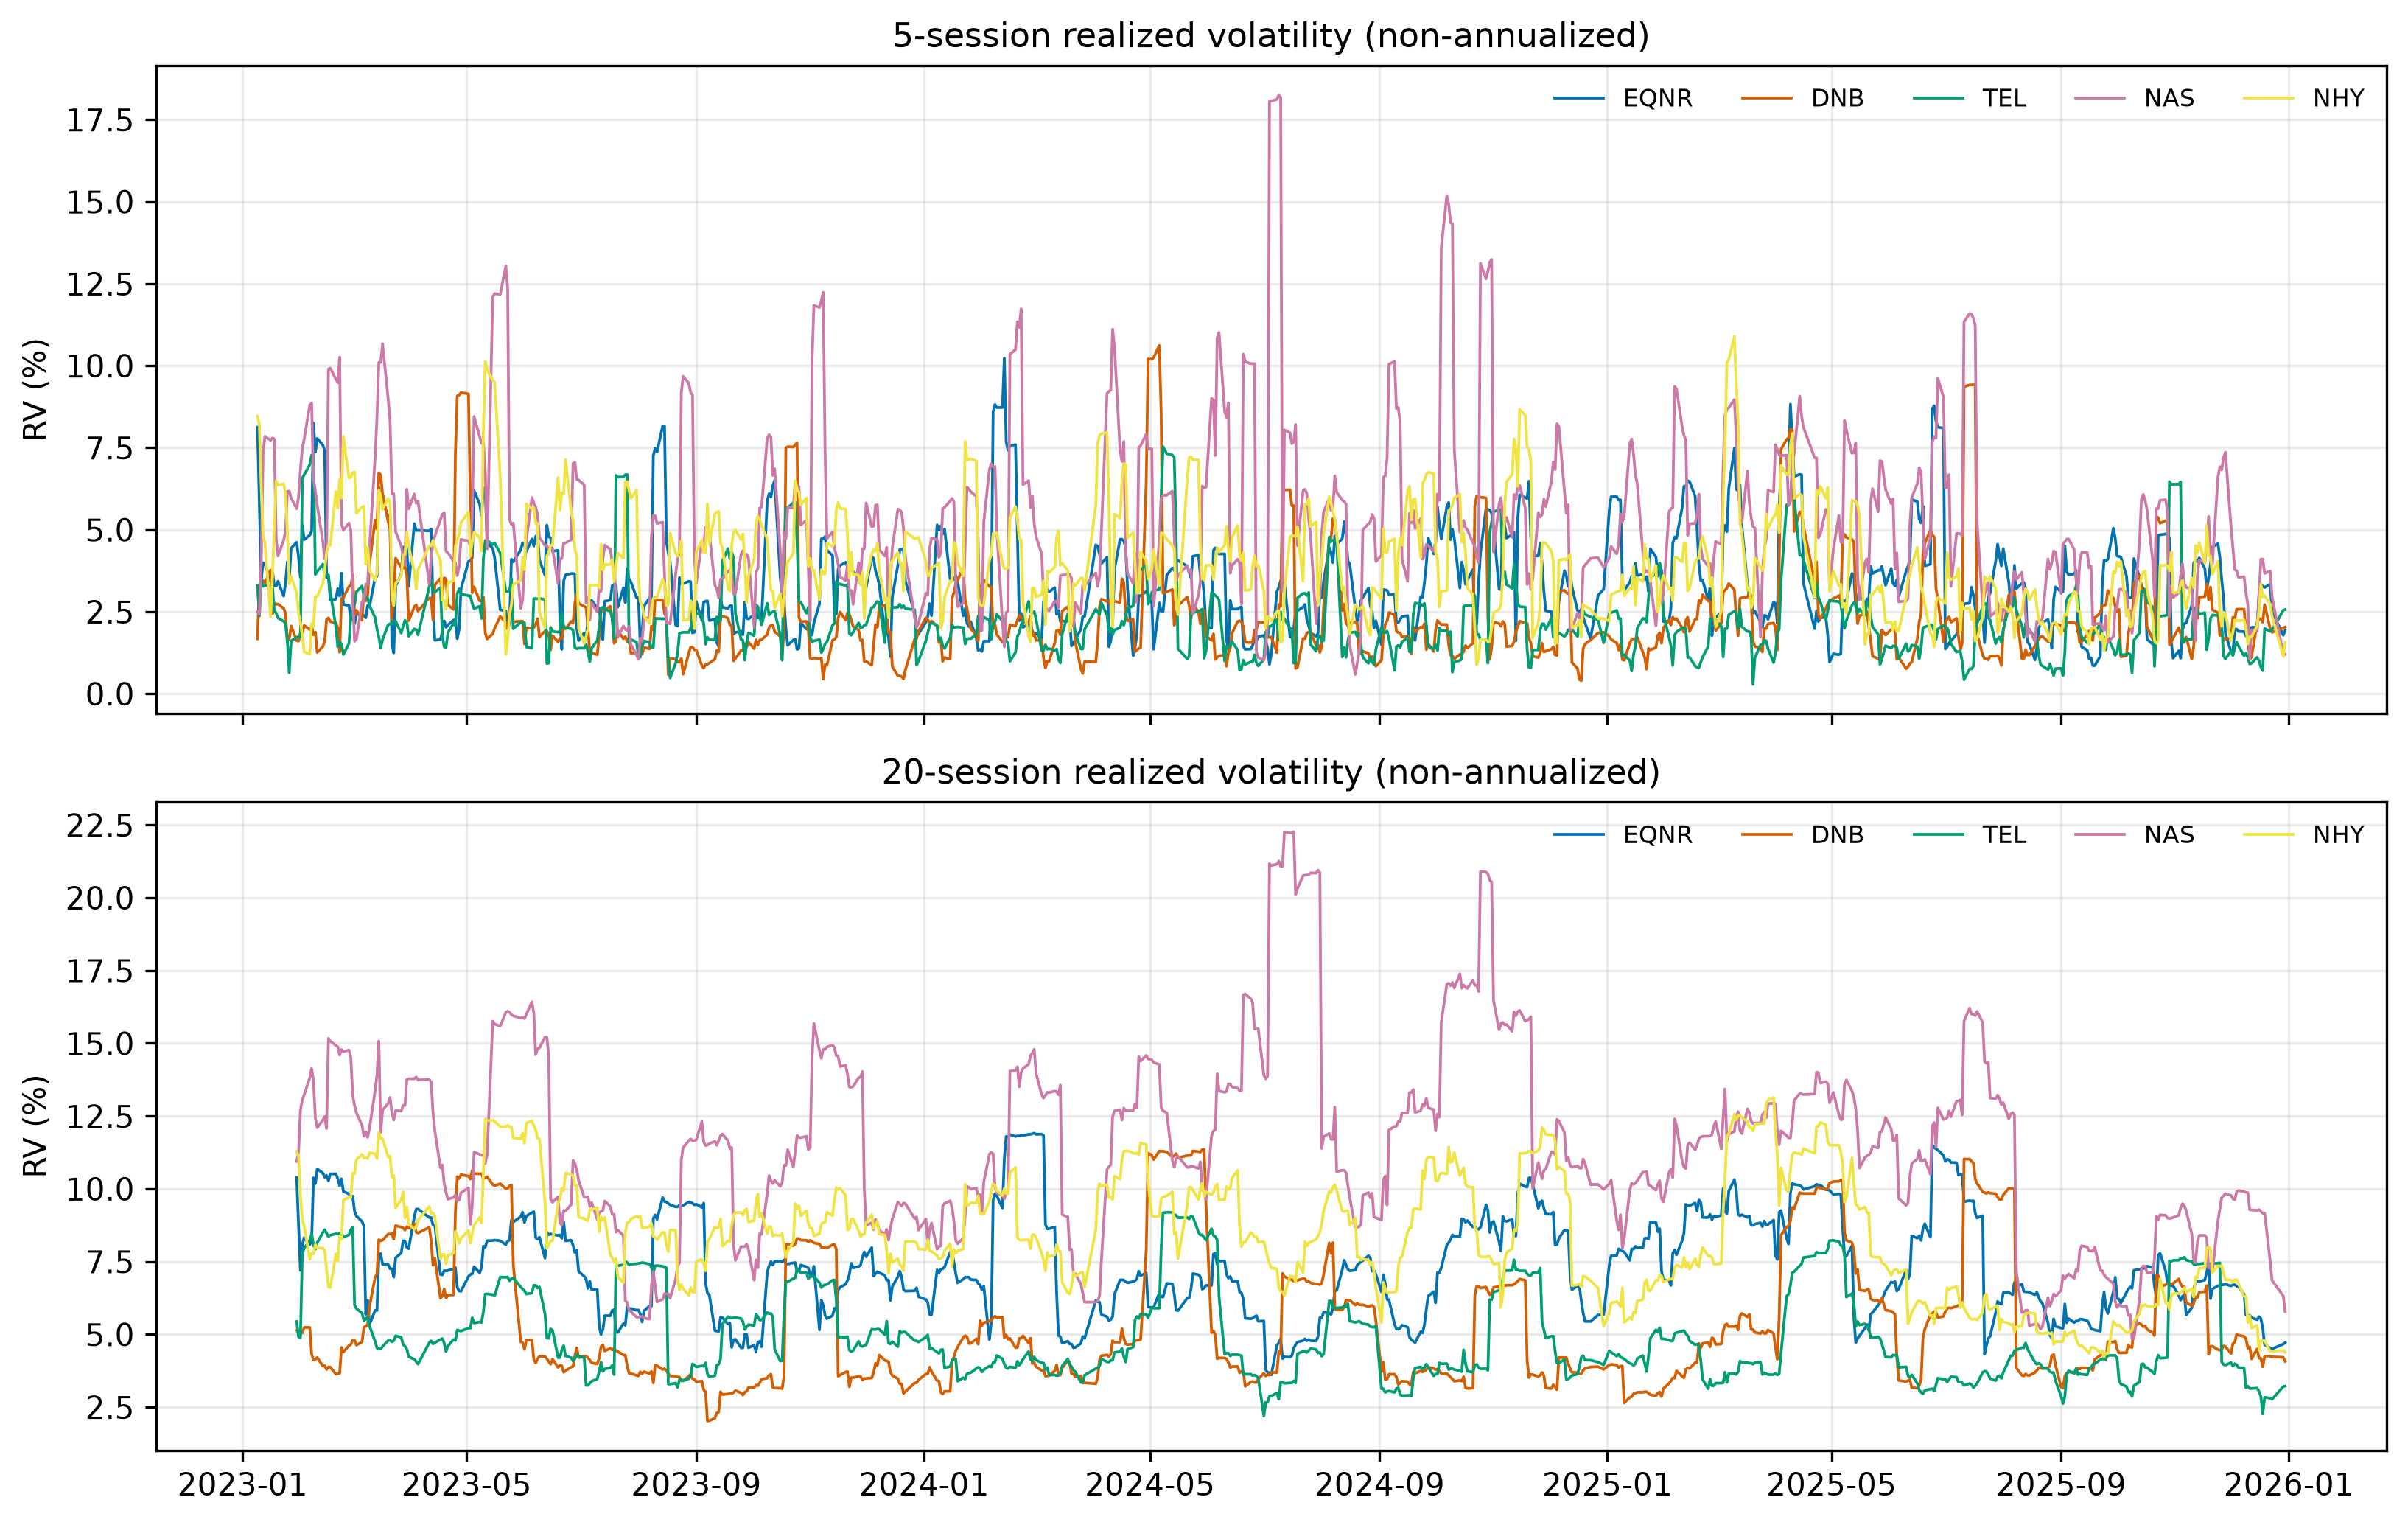 5-session realized volatility (non-annualized)
EQNR DNB TEL NAS NHY
RV (%)
17.5
15.0
12.5
10.0
7.5
5.0
2.5
0.0
20-session realized volatility (non-annualized)
EQNR DNB TEL NAS NHY
RV (%)
22.5
20.0
17.5
15.0
12.5
10.0
7.5
5.0
2.5
2023-01 2023-05 2023-09 2024-01 2024-05 2024-09 2025-01 2025-05 2025-09 2026-01